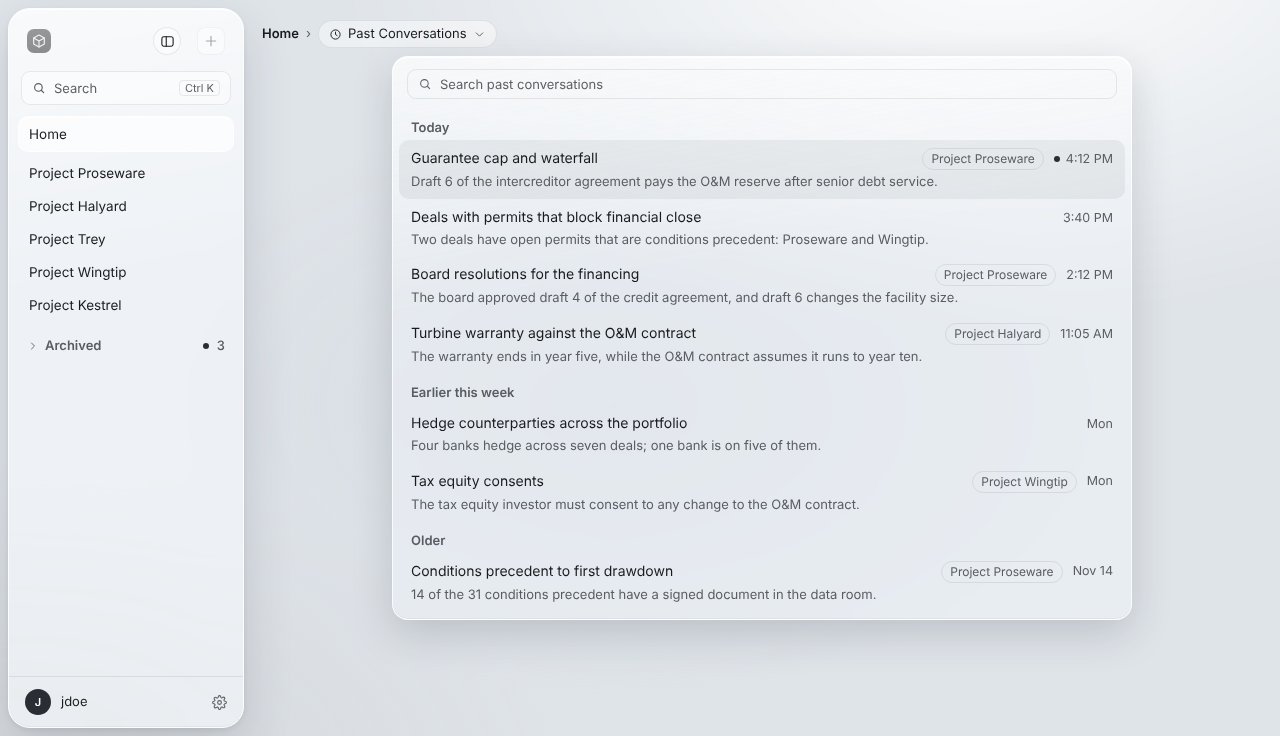 Search Ctrl K
Home
Project Proseware
Project Halyard
Project Trey
Project Wingtip
Project Kestrel
Archived 3
J jdoe
Home › Past Conversations
Search past conversations
Today
Guarantee cap and waterfall Project Proseware 4:12 PM
Draft 6 of the intercreditor agreement pays the O&M reserve after senior debt service.
Deals with permits that block financial close 3:40 PM
Two deals have open permits that are conditions precedent: Proseware and Wingtip.
Board resolutions for the financing Project Proseware 2:12 PM
The board approved draft 4 of the credit agreement, and draft 6 changes the facility size.
Turbine warranty against the O&M contract Project Halyard 11:05 AM
The warranty ends in year five, while the O&M contract assumes it runs to year ten.
Earlier this week
Hedge counterparties across the portfolio Mon
Four banks hedge across seven deals; one bank is on five of them.
Tax equity consents Project Wingtip Mon
The tax equity investor must consent to any change to the O&M contract.
Older
Conditions precedent to first drawdown Project Proseware Nov 14
14 of the 31 conditions precedent have a signed document in the data room.